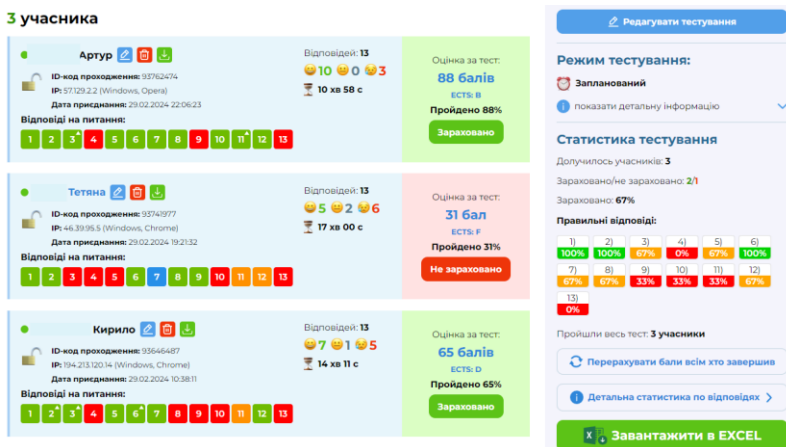 3 учасника
Артур
ID-код проходження: 93762474
IP: 57.129.2.2 (Windows, Opera)
Дата приєднання: 29.02.2024 22:06:23
Відповіді на питання:
1 2 3 4 5 6 7 8 9 10 11 12 13
Відповідей: 13
10 0 3
10 хв 58 с
Оцінка за тест:
88 балів
ECTS: B
Пройдено 88%
Зараховано
Тетяна
ID-код проходження: 93741977
IP: 46.39.95.5 (Windows, Chrome)
Дата приєднання: 29.02.2024 19:21:32
Відповіді на питання:
1 2 3 4 5 6 7 8 9 10 11 12 13
Відповідей: 13
5 2 6
17 хв 00 с
Оцінка за тест:
31 бал
ECTS: F
Пройдено 31%
Не зараховано
Кирило
ID-код проходження: 93646487
IP: 194.213.120.14 (Windows, Chrome)
Дата приєднання: 29.02.2024 10:38:11
Відповіді на питання:
1 2 3 4 5 6 7 8 9 10 11 12 13
Відповідей: 13
7 1 5
14 хв 11 с
Оцінка за тест:
65 балів
ECTS: D
Пройдено 65%
Зараховано
Редагувати тестування
Режим тестування:
Запланований
показати детальну інформацію
Статистика тестування
Долучилось учасників: 3
Зараховано/не зараховано: 2/1
Зараховано: 67%
Правильні відповіді:
1) 2) 3) 4) 5) 6)
100% 100% 67% 0% 67% 100%
7) 8) 9) 10) 11) 12)
67% 67% 33% 33% 33% 67%
13)
0%
Пройшли весь тест: 3 учасники
Перерахувати бали всім хто завершив
Детальна статистика по відповідях
Завантажити в EXCEL